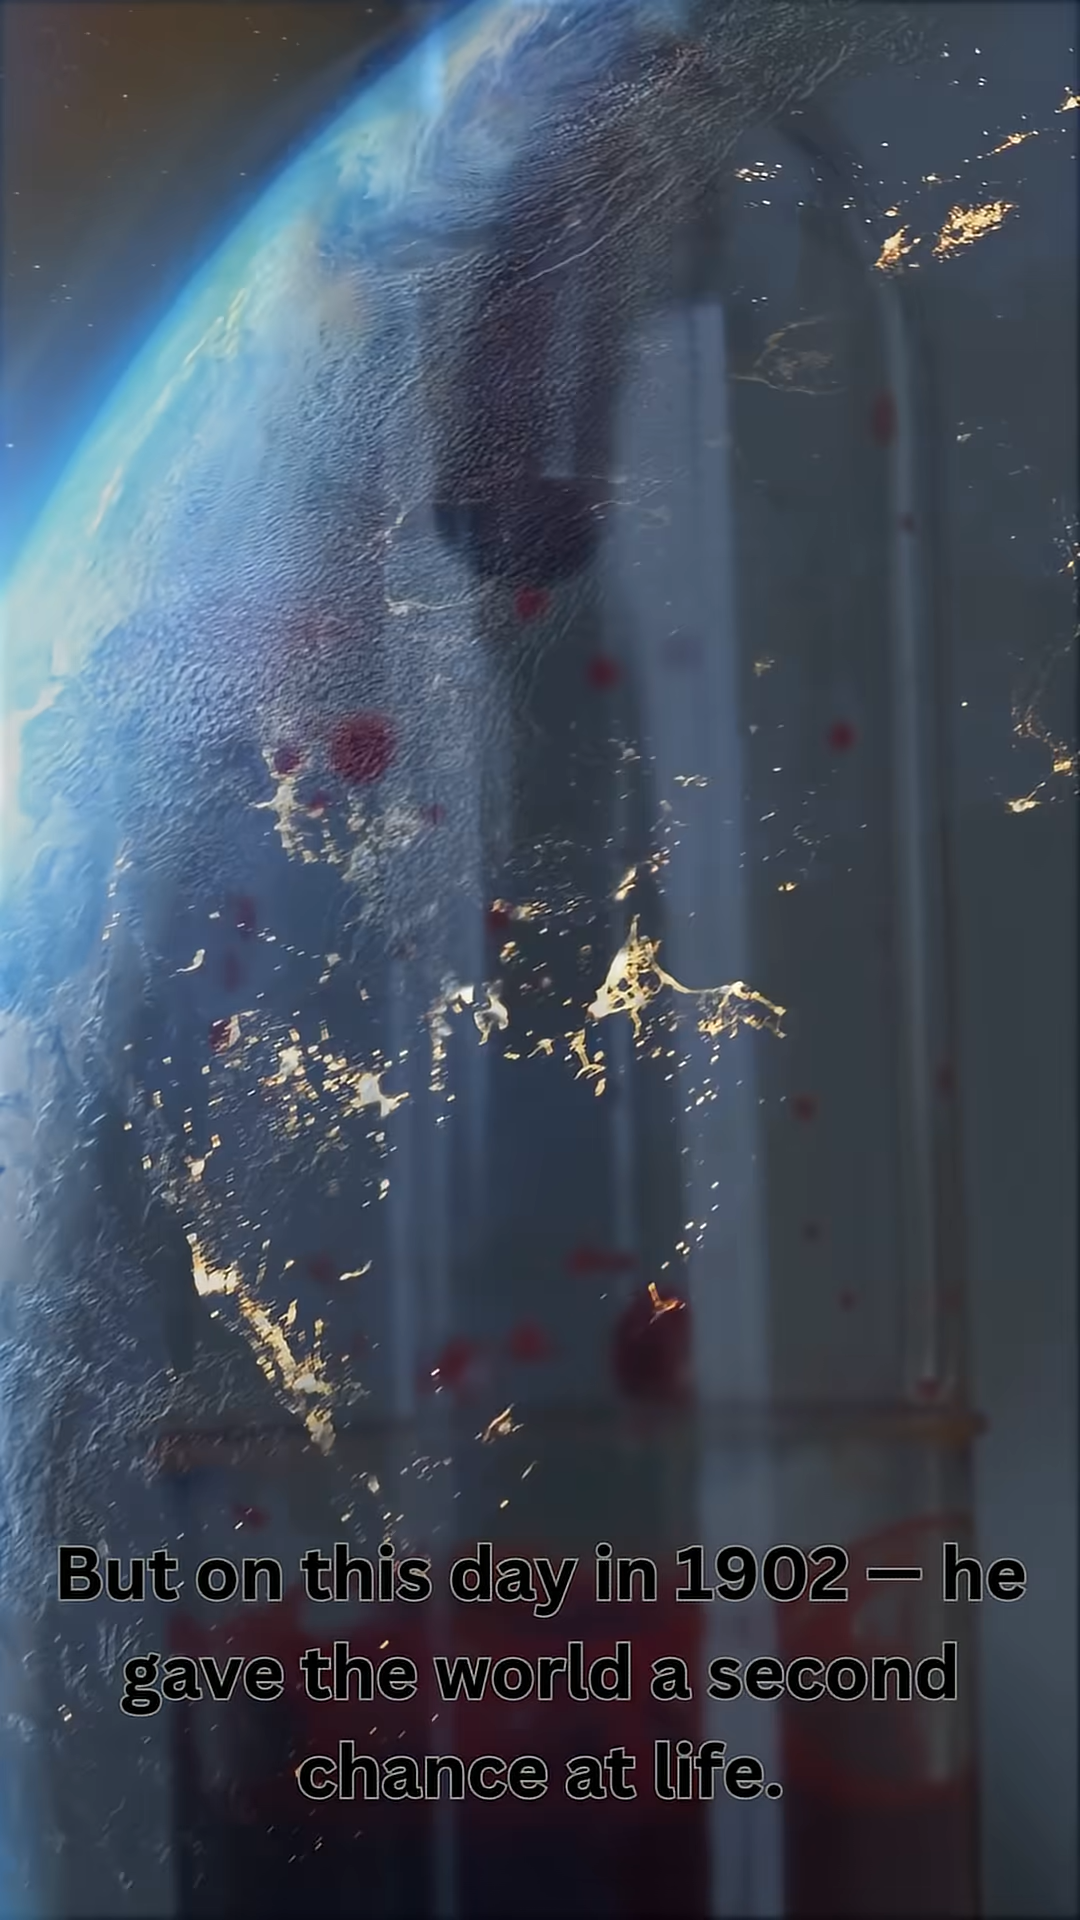 But on this day in 1902 — he
gave the world a second
chance at life.